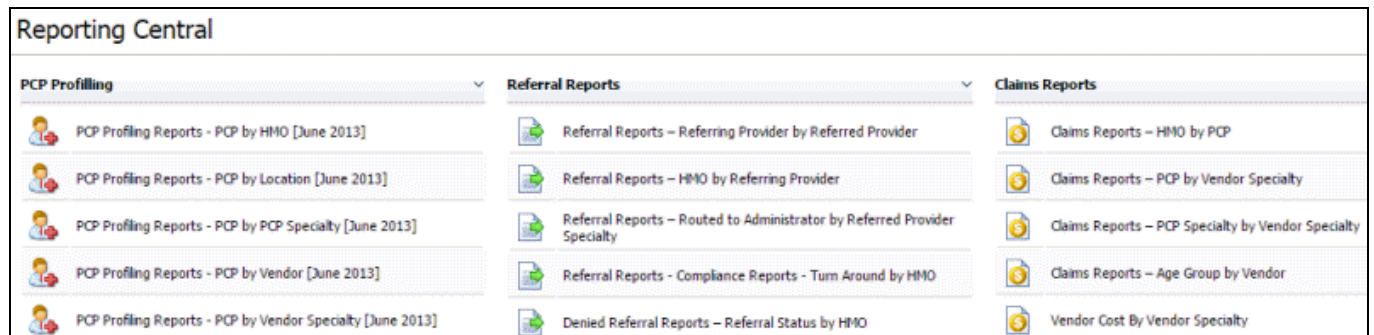 Reporting Central
PCP Profilling
PCP Profiling Reports - PCP by HMO [June 2013]
PCP Profiling Reports - PCP by Location [June 2013]
PCP Profiling Reports - PCP by PCP Specialty [June 2013]
PCP Profiling Reports - PCP by Vendor [June 2013]
PCP Profiling Reports - PCP by Vendor Specialty [June 2013]
Referral Reports
Referral Reports – Referring Provider by Referred Provider
Referral Reports – HMO by Referring Provider
Referral Reports – Routed to Administrator by Referred Provider
Specialty
Referral Reports - Compliance Reports - Turn Around by HMO
Denied Referral Reports – Referral Status by HMO
Claims Reports
Claims Reports – HMO by PCP
Claims Reports – PCP by Vendor Specialty
Claims Reports – PCP Specialty by Vendor Specialty
Claims Reports – Age Group by Vendor
Vendor Cost By Vendor Specialty